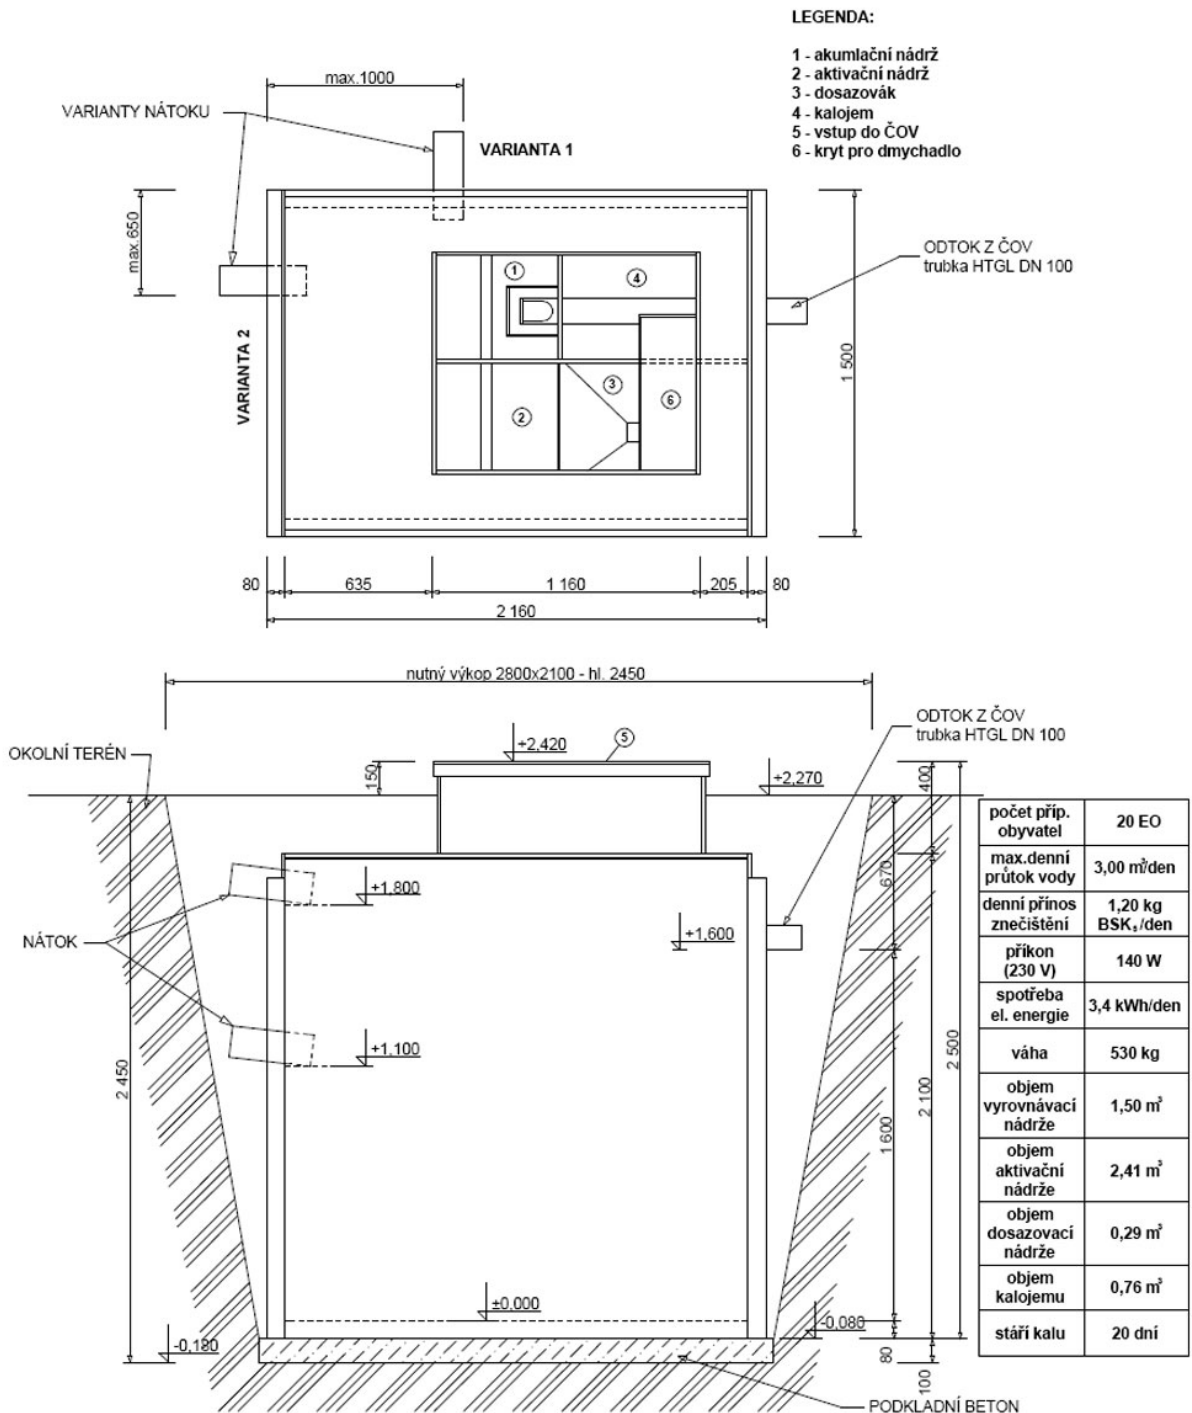 LEGENDA:
1 - akumlační nádrž
2 - aktivační nádrž
3 - dosazovák
4 - kalojem
5 - vstup do ČOV
6 - kryt pro dmychadlo
max.1000
VARIANTY NÁTOKU
VARIANTA 1
max.650
VARIANTA 2
ODTOK Z ČOV
trubka HTGL DN 100
1
4
3
2
6
1 500
80
635
1 160
205
80
2 160
nutný výkop 2800x2100 - hl. 2450
ODTOK Z ČOV
trubka HTGL DN 100
OKOLNÍ TERÉN
150
+2,420
5
+2,270
400
670
+1,800
+1,600
NÁTOK
+1,100
2 450
1 600
2 100
2 500
±0,000
-0,080
-0,180
80
100
PODKLADNÍ BETON
počet příp.
obyvatel
20 EO
max.denní
průtok vody
3,00 m³/den
denní přínos
znečištění
1,20 kg
BSK₅/den
příkon
(230 V)
140 W
spotřeba
el. energie
3,4 kWh/den
váha
530 kg
objem
vyrovnávací
nádrže
1,50 m³
objem
aktivační
nádrže
2,41 m³
objem
dosazovací
nádrže
0,29 m³
objem
kalojemu
0,76 m³
stáří kalu
20 dní